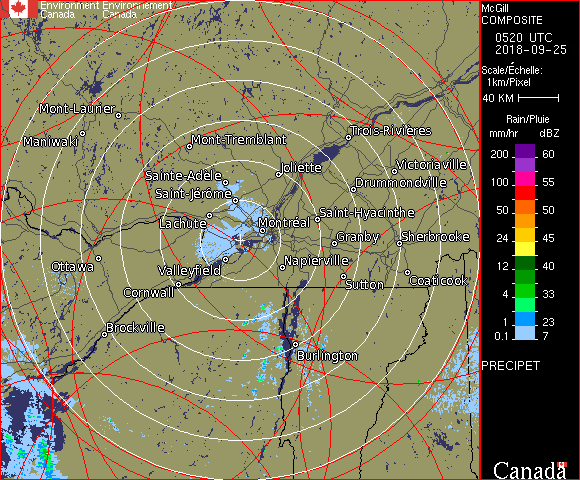 Environment Environnement
Canada Canada
McGill
COMPOSITE
0520 UTC
2018-09-25
Scale/Échelle:
1km/Pixel
40 KM
Rain/Pluie
mm/hr dBZ
200 60
100 55
50 50
24 45
12 40
4 33
1 23
0.1 7
PRECIPET
Canada
Mont-Laurier
Maniwaki
Mont-Tremblant
Trois-Rivières
Joliette
Victoriaville
Sainte-Adèle
Drummondville
Saint-Jérôme
Saint-Hyacinthe
Lachute
Montréal
Granby
Sherbrooke
Ottawa
Valleyfield
Napierville
Cornwall
Sutton
Coaticook
Brockville
Burlington